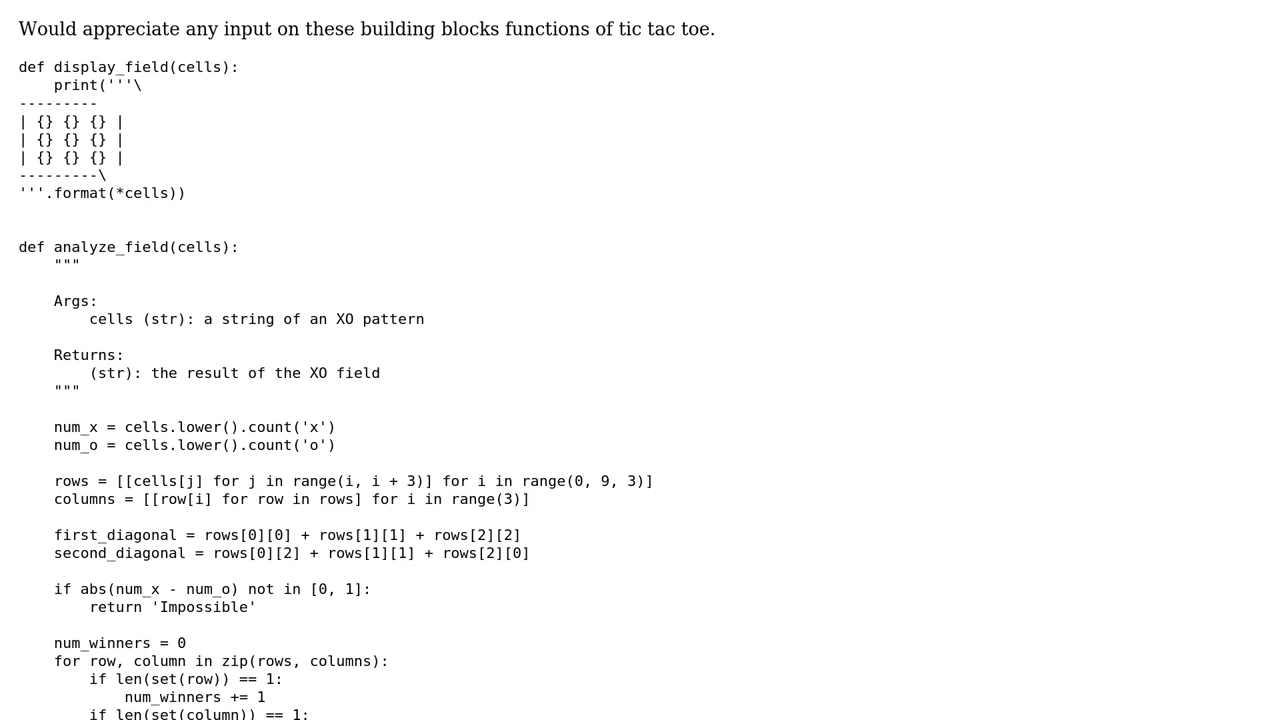 Would appreciate any input on these building blocks functions of tic tac toe.
def display_field(cells):
    print('''\
---------
| {} {} {} |
| {} {} {} |
| {} {} {} |
---------\
'''.format(*cells))
def analyze_field(cells):
    """
    Args:
        cells (str): a string of an XO pattern
    Returns:
        (str): the result of the XO field
    """
    num_x = cells.lower().count('x')
    num_o = cells.lower().count('o')
    rows = [[cells[j] for j in range(i, i + 3)] for i in range(0, 9, 3)]
    columns = [[row[i] for row in rows] for i in range(3)]
    first_diagonal = rows[0][0] + rows[1][1] + rows[2][2]
    second_diagonal = rows[0][2] + rows[1][1] + rows[2][0]
    if abs(num_x - num_o) not in [0, 1]:
        return 'Impossible'
    num_winners = 0
    for row, column in zip(rows, columns):
        if len(set(row)) == 1:
            num_winners += 1
        if len(set(column)) == 1: